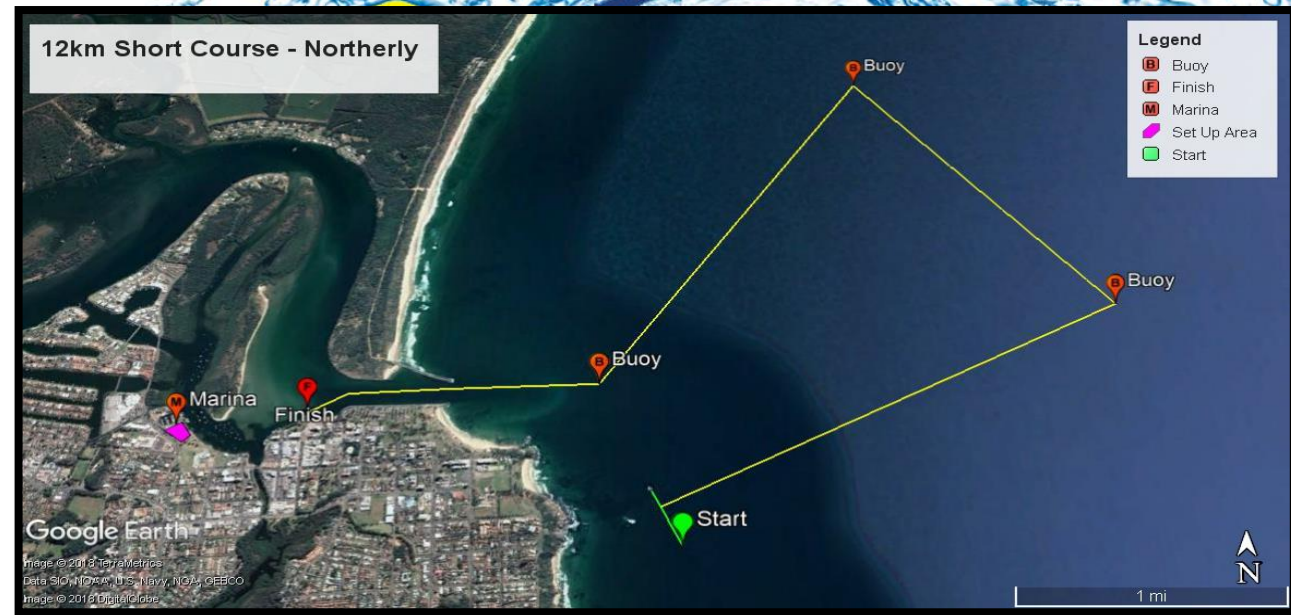 12km Short Course - Northerly
Legend
B Buoy
F Finish
M Marina
Set Up Area
Start
B Buoy
B Buoy
B Buoy
F
M Marina
Finish
Start
Google Earth
Image © 2018 TerraMetrics
Data SIO, NOAA, U.S. Navy, NGA, GEBCO
Image © 2018 DigitalGlobe
N
1 mi